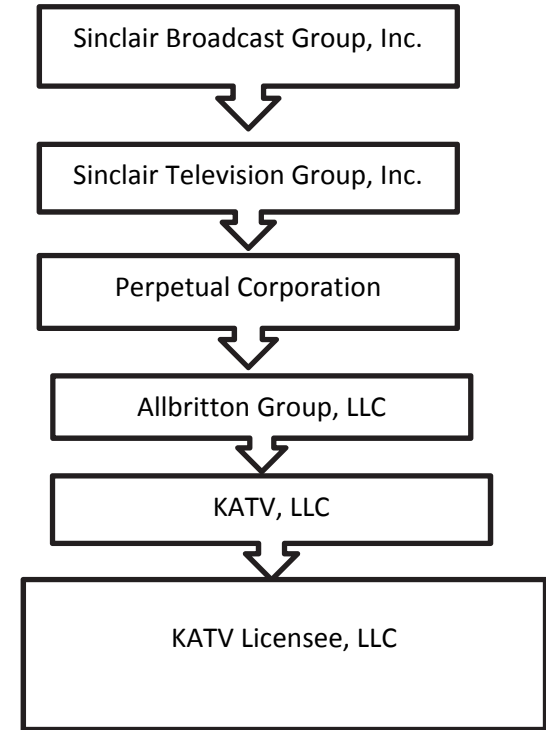 Sinclair Broadcast Group, Inc.
Sinclair Television Group, Inc.
Perpetual Corporation
Allbritton Group, LLC
KATV, LLC
KATV Licensee, LLC